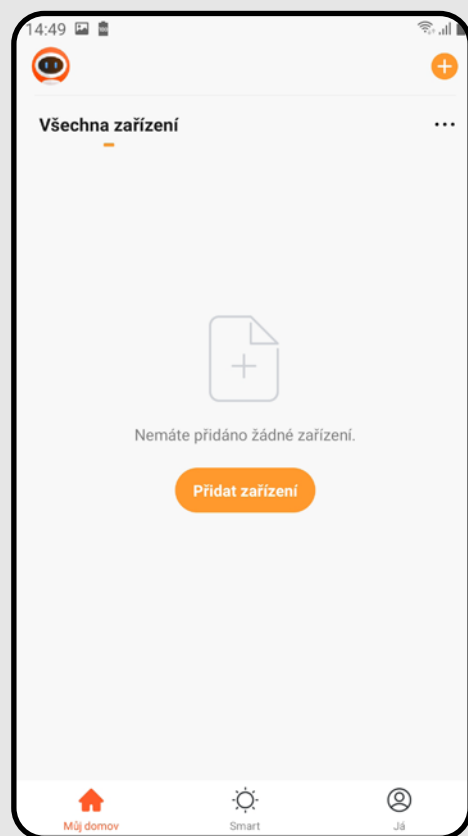 14:49
Všechna zařízení
Nemáte přidáno žádné zařízení.
Přidat zařízení
Můj domov
Smart
Já